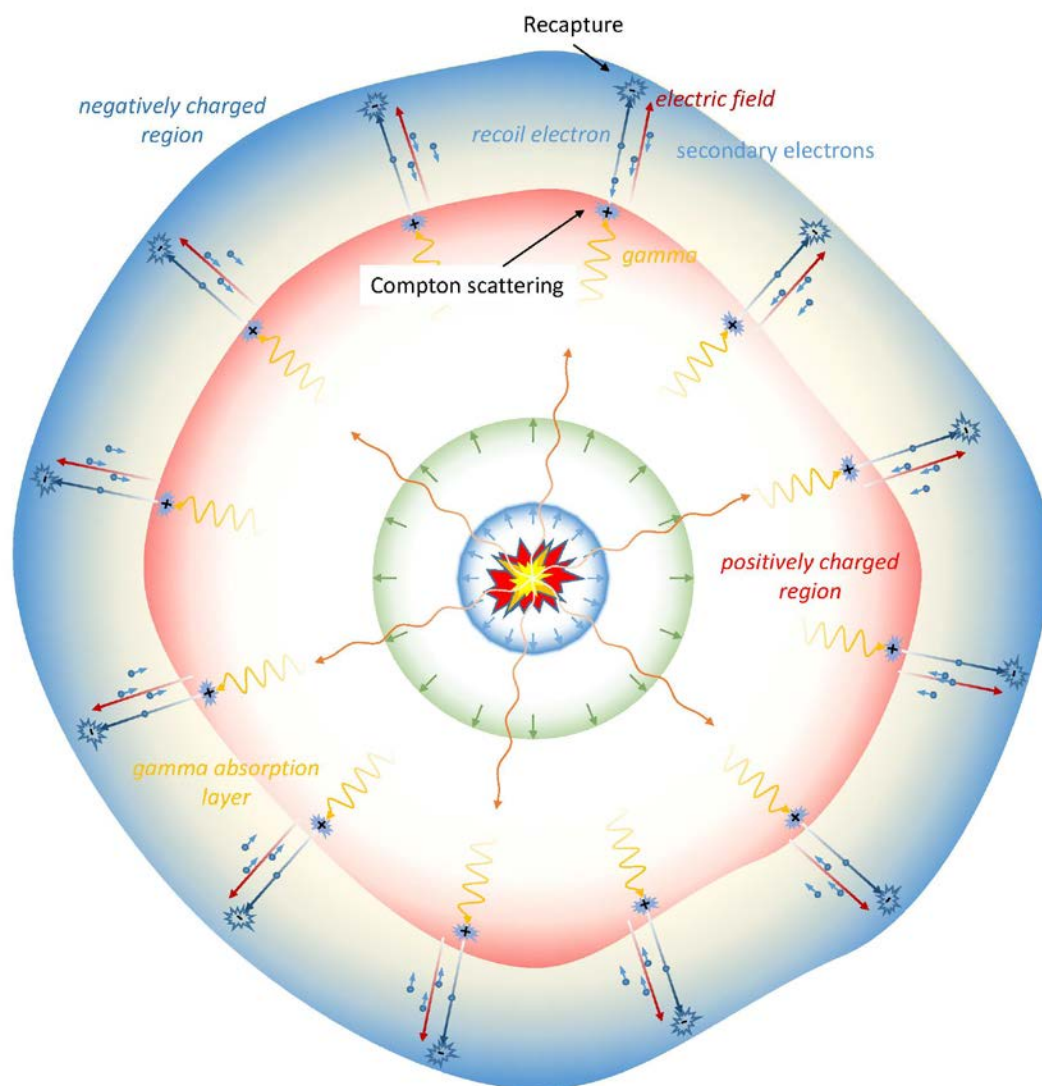 Recapture
negatively charged
region
electric field
recoil electron
secondary electrons
gamma
Compton scattering
positively charged
region
gamma absorption
layer